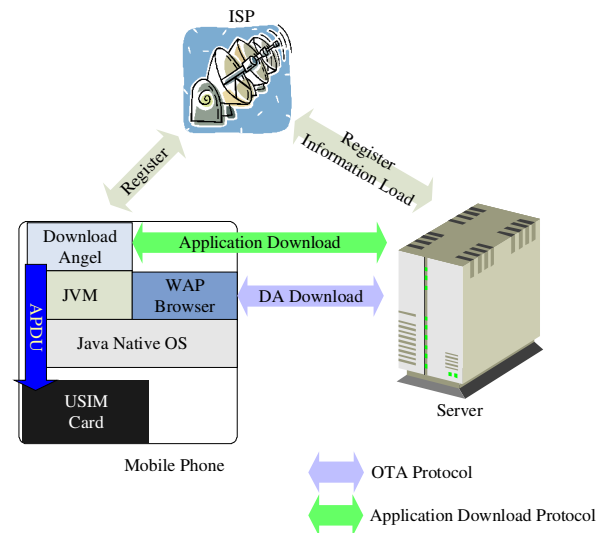 ISP
Register
Register
Information Load
Download
Angel
Application Download
JVM
WAP
Browser
DA Download
APDU
Java Native OS
USIM
Card
Server
Mobile Phone
OTA Protocol
Application Download Protocol